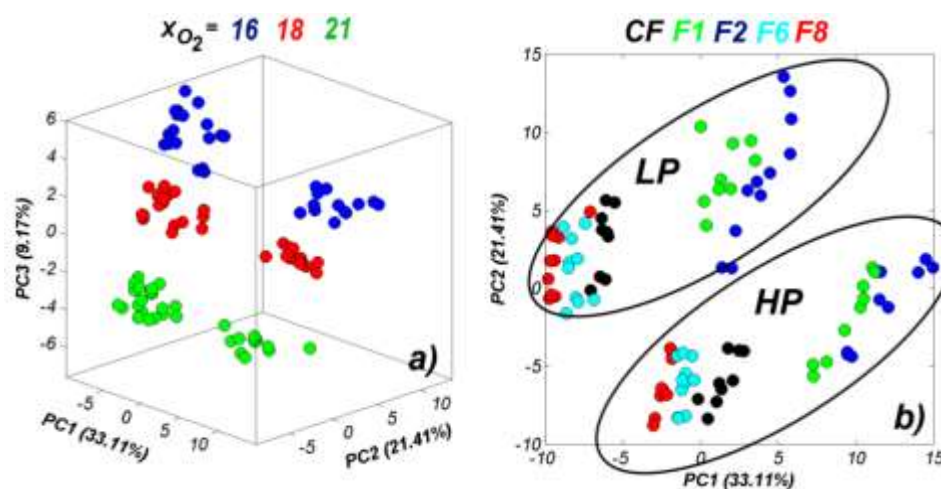 x_O2 = 16 18 21
6
4
2
0
-2
-4
-6
PC3 (9.17%)
-5
0
5
10
PC1 (33.11%)
-5
0
5
10
PC2 (21.41%)
a)
CF F1 F2 F6 F8
15
10
5
0
-5
-10
PC2 (21.41%)
LP
HP
b)
-10
-5
0
5
10
15
PC1 (33.11%)